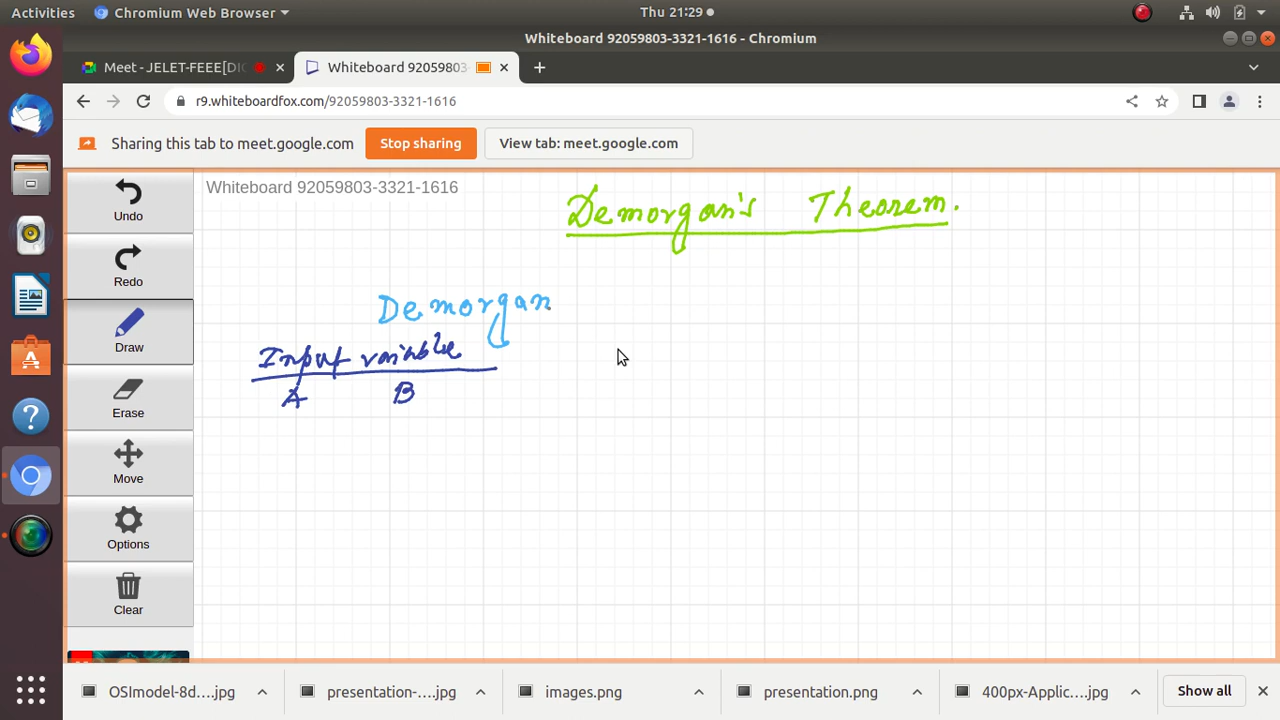 Activities Chromium Web Browser Thu 21:29
Whiteboard 92059803-3321-1616 - Chromium
Meet - JELET-FEEE[DIC Whiteboard 92059803-
r9.whiteboardfox.com/92059803-3321-1616
Sharing this tab to meet.google.com Stop sharing View tab: meet.google.com
Whiteboard 92059803-3321-1616
Undo
Redo
Draw
Erase
Move
Options
Clear
Demorgan's Theorem.
Demorgan
Input variable
A B
OSImodel-8d....jpg presentation-....jpg images.png presentation.png 400px-Applic....jpg Show all